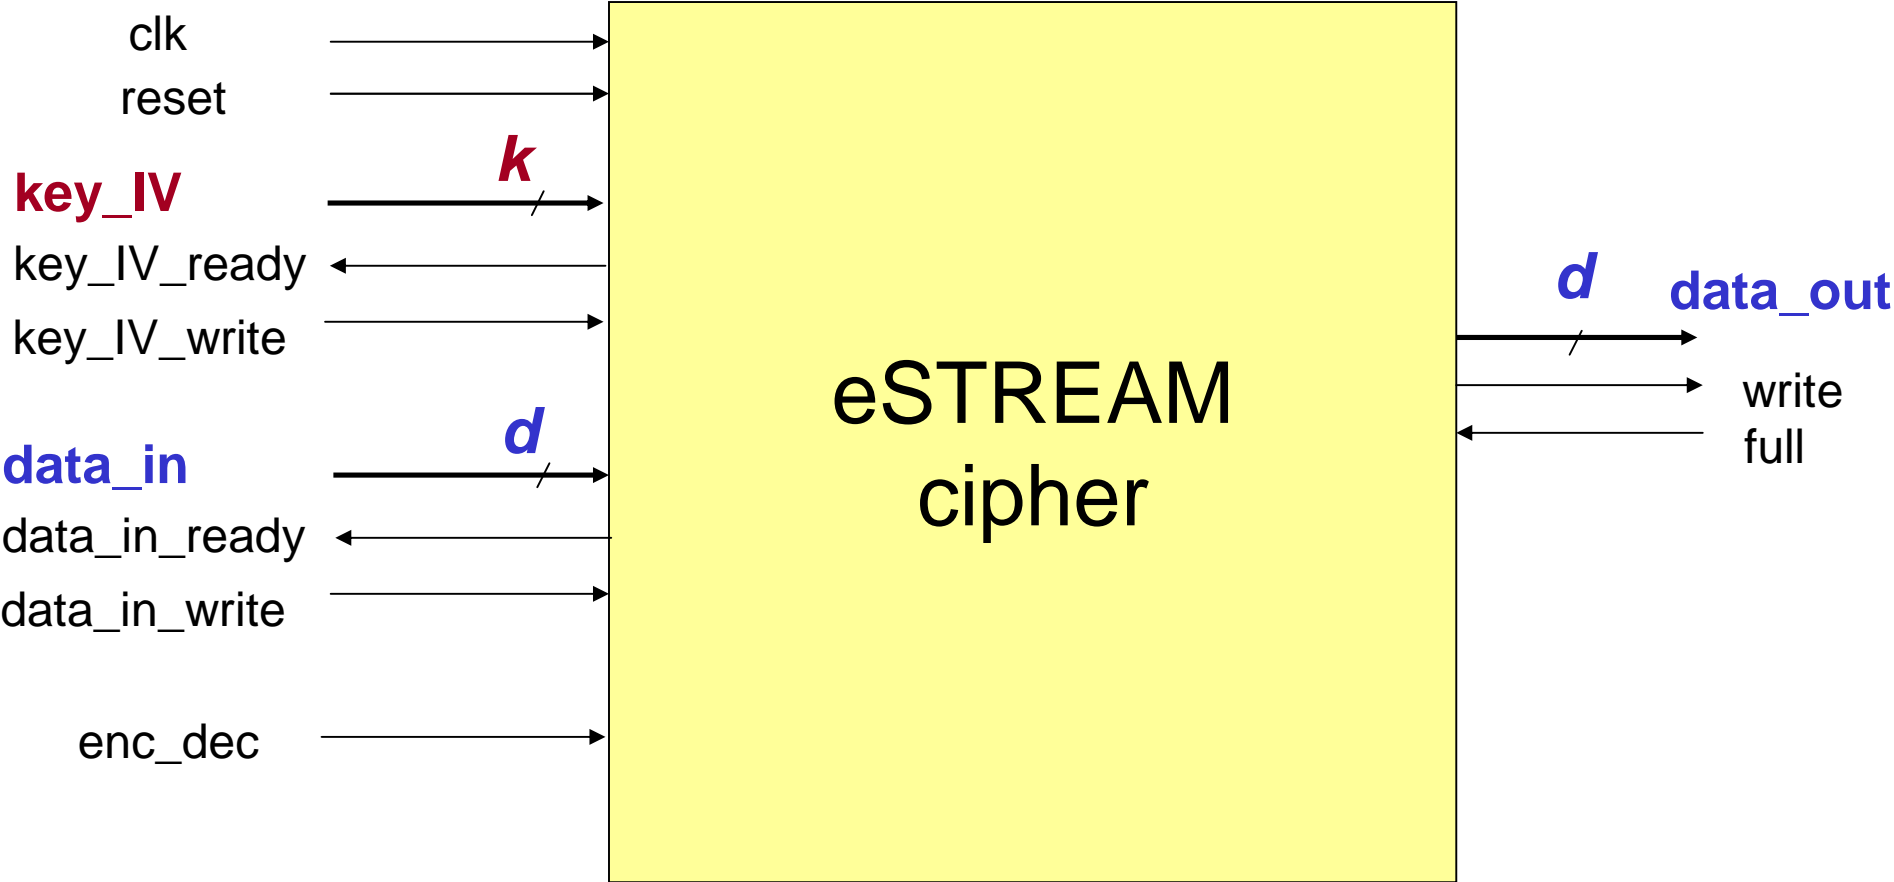 clk
reset
k
key_IV
key_IV_ready
key_IV_write
d
data_in
data_in_ready
data_in_write
enc_dec
eSTREAM
cipher
d
data_out
write
full